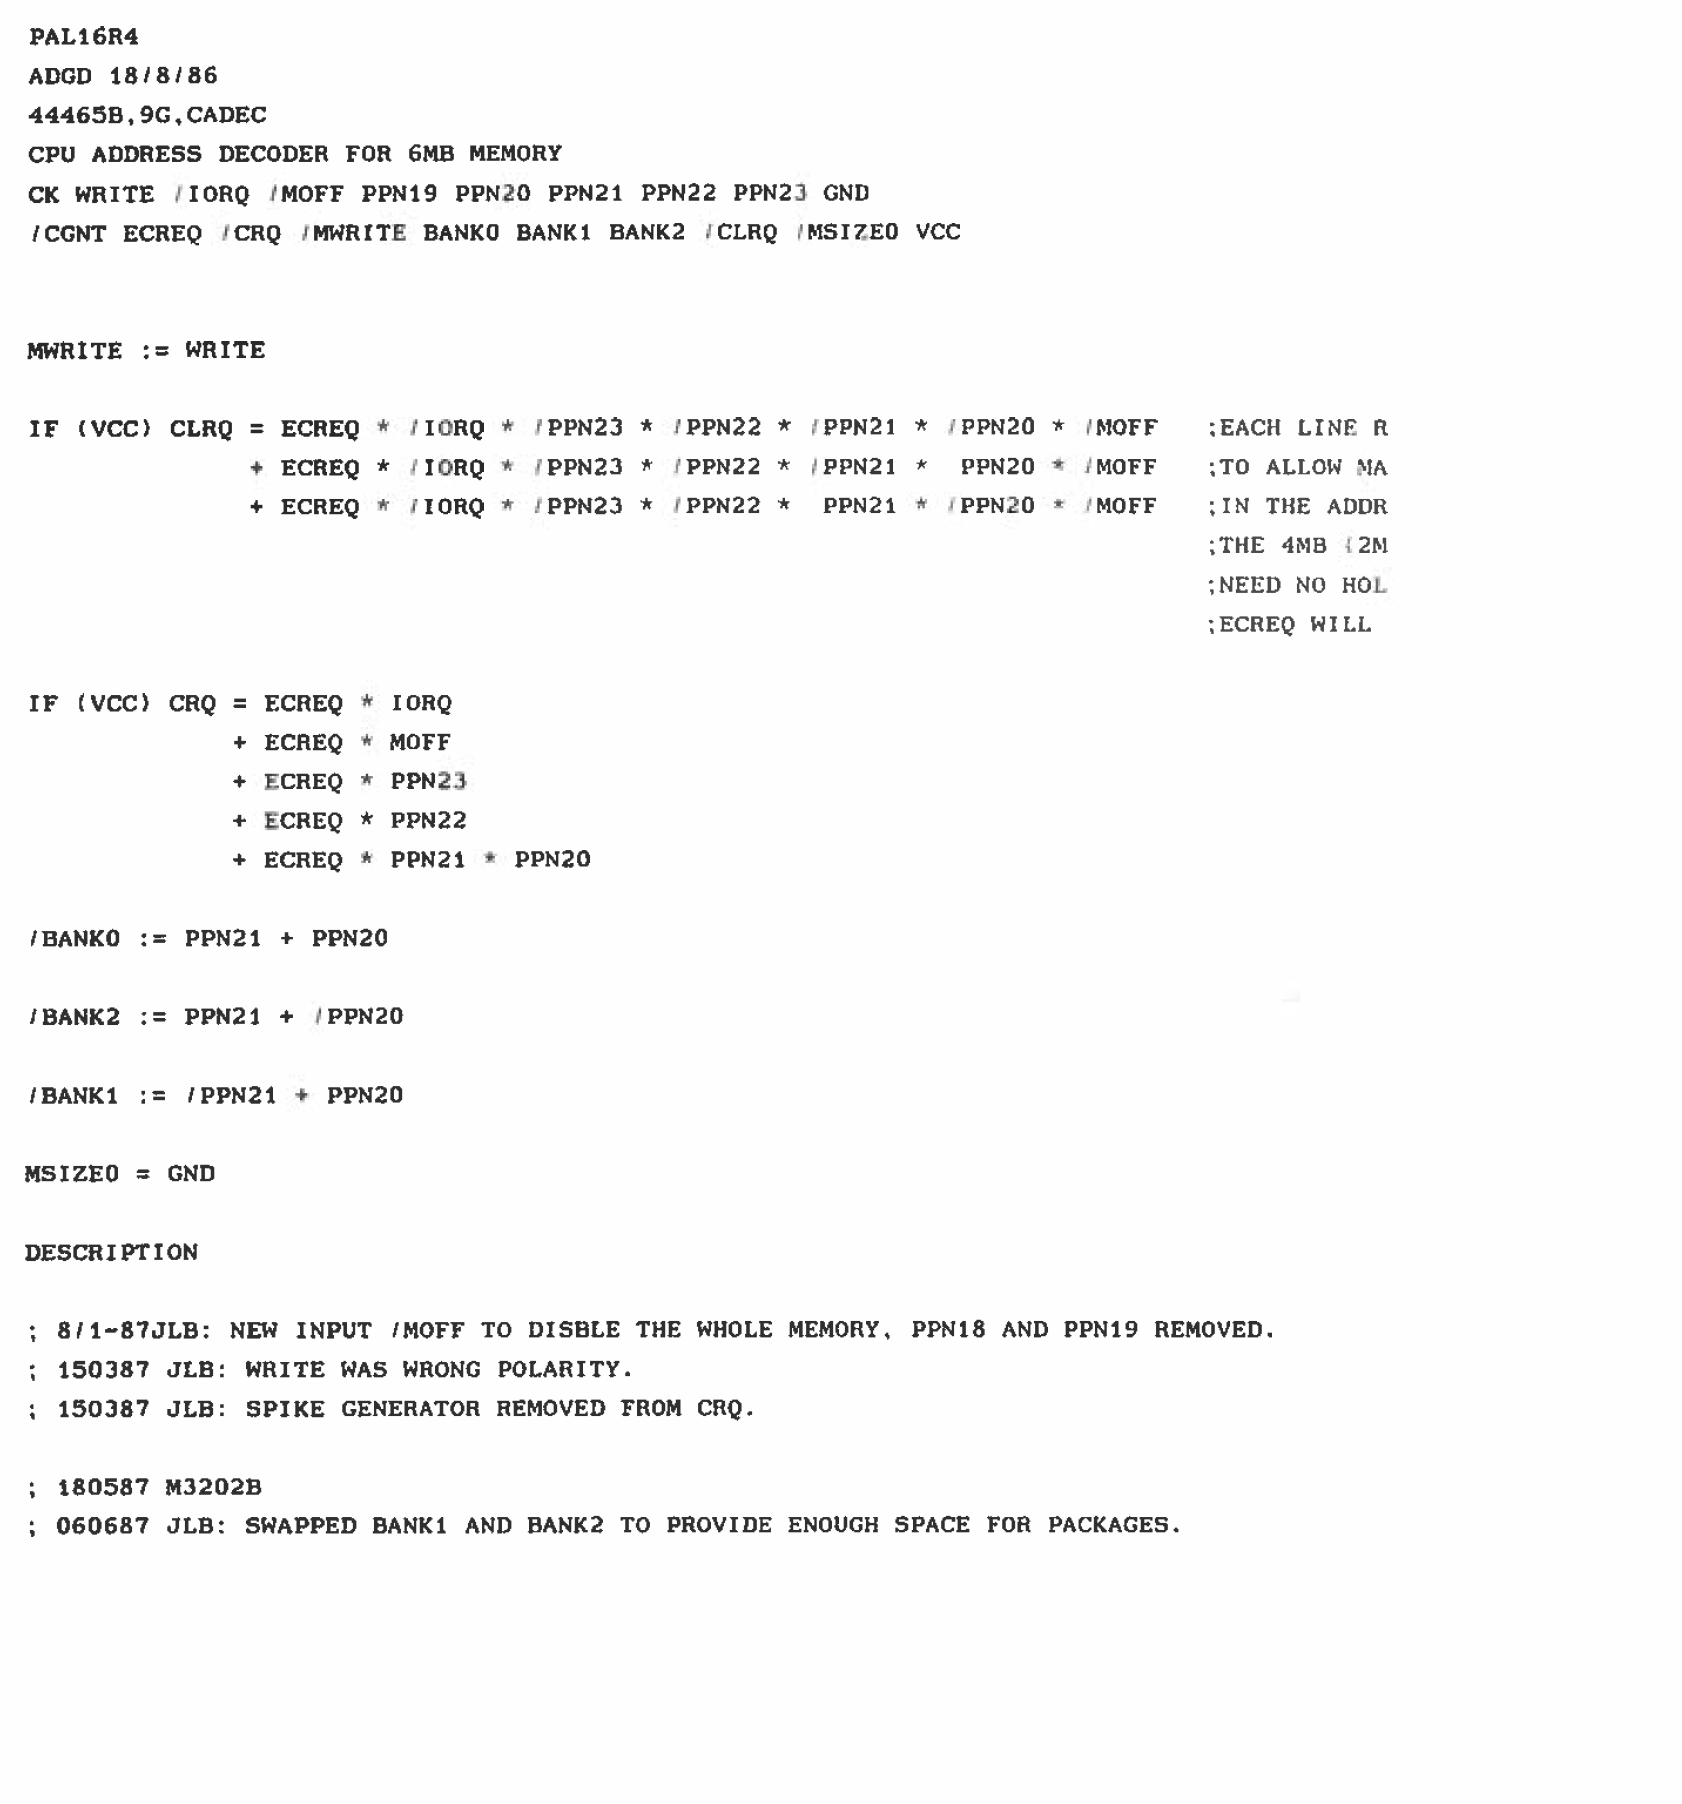 PAL16R4
ADGD 18/8/86
44465B,9G,CADEC
CPU ADDRESS DECODER FOR 6MB MEMORY
CK WRITE /IORQ /MOFF PPN19 PPN20 PPN21 PPN22 PPN23 GND
/CGNT ECREQ /CRQ /MWRITE BANK0 BANK1 BANK2 /CLRQ /MSIZE0 VCC
MWRITE := WRITE
IF (VCC) CLRQ = ECREQ * /IORQ * /PPN23 * /PPN22 * /PPN21 * /PPN20 * /MOFF ;EACH LINE R
+ ECREQ * /IORQ * /PPN23 * /PPN22 * /PPN21 * PPN20 * /MOFF ;TO ALLOW MA
+ ECREQ * /IORQ * /PPN23 * /PPN22 * PPN21 * /PPN20 * /MOFF ;IN THE ADDR
;THE 4MB (2M
;NEED NO HOL
;ECREQ WILL
IF (VCC) CRQ = ECREQ * IORQ
+ ECREQ * MOFF
+ ECREQ * PPN23
+ ECREQ * PPN22
+ ECREQ * PPN21 * PPN20
/BANK0 := PPN21 + PPN20
/BANK2 := PPN21 + /PPN20
/BANK1 := /PPN21 + PPN20
MSIZE0 = GND
DESCRIPTION
; 8/1-87JLB: NEW INPUT /MOFF TO DISBLE THE WHOLE MEMORY, PPN18 AND PPN19 REMOVED.
; 150387 JLB: WRITE WAS WRONG POLARITY.
; 150387 JLB: SPIKE GENERATOR REMOVED FROM CRQ.
; 180587 M3202B
; 060687 JLB: SWAPPED BANK1 AND BANK2 TO PROVIDE ENOUGH SPACE FOR PACKAGES.